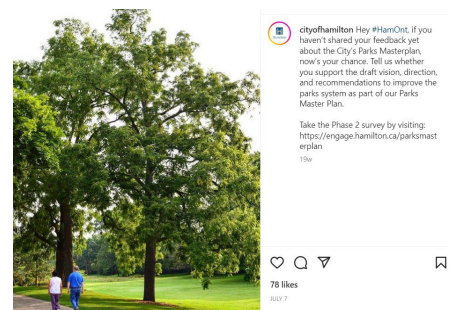 cityofhamilton Hey #HamOnt, if you
haven't shared your feedback yet
about the City's Parks Masterplan,
now's your chance. Tell us whether
you support the draft vision, direction,
and recommendations to improve the
parks system as part of our Parks
Master Plan.
Take the Phase 2 survey by visiting:
https://engage.hamilton.ca/parksmast
erplan
19w
78 likes
JULY 7